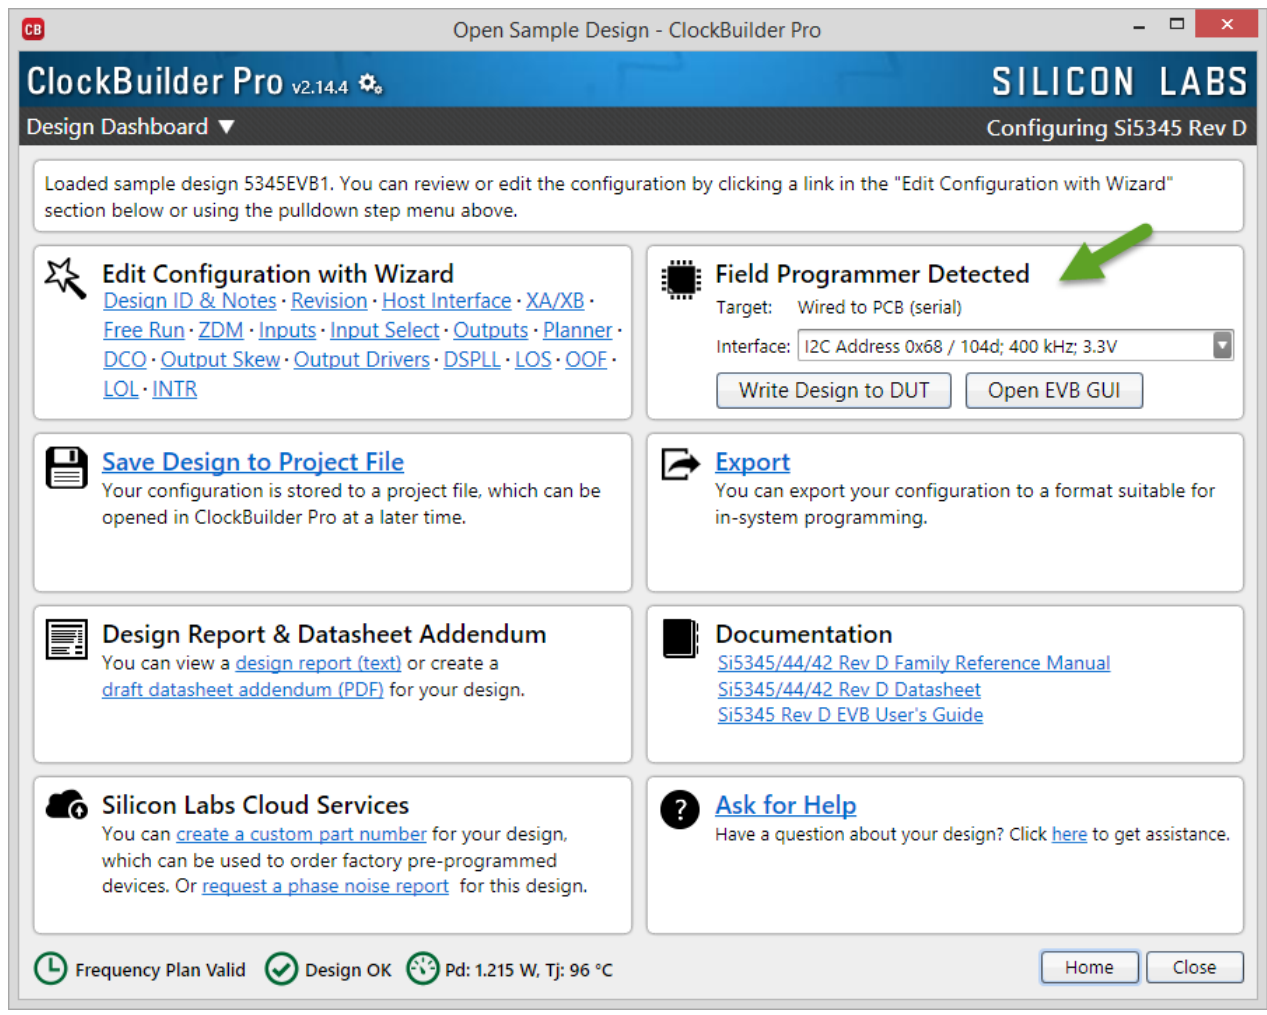 CB
Open Sample Design - ClockBuilder Pro
ClockBuilder Pro v2.14.4
SILICON LABS
Design Dashboard ▼
Configuring Si5345 Rev D
Loaded sample design 5345EVB1. You can review or edit the configuration by clicking a link in the "Edit Configuration with Wizard"
section below or using the pulldown step menu above.
Edit Configuration with Wizard
Design ID & Notes · Revision · Host Interface · XA/XB ·
Free Run · ZDM · Inputs · Input Select · Outputs · Planner ·
DCO · Output Skew · Output Drivers · DSPLL · LOS · OOF ·
LOL · INTR
Field Programmer Detected
Target: Wired to PCB (serial)
Interface: I2C Address 0x68 / 104d; 400 kHz; 3.3V
Write Design to DUT
Open EVB GUI
Save Design to Project File
Your configuration is stored to a project file, which can be
opened in ClockBuilder Pro at a later time.
Export
You can export your configuration to a format suitable for
in-system programming.
Design Report & Datasheet Addendum
You can view a design report (text) or create a
draft datasheet addendum (PDF) for your design.
Documentation
Si5345/44/42 Rev D Family Reference Manual
Si5345/44/42 Rev D Datasheet
Si5345 Rev D EVB User's Guide
Silicon Labs Cloud Services
You can create a custom part number for your design,
which can be used to order factory pre-programmed
devices. Or request a phase noise report for this design.
Ask for Help
Have a question about your design? Click here to get assistance.
Frequency Plan Valid
Design OK
Pd: 1.215 W, Tj: 96 °C
Home
Close